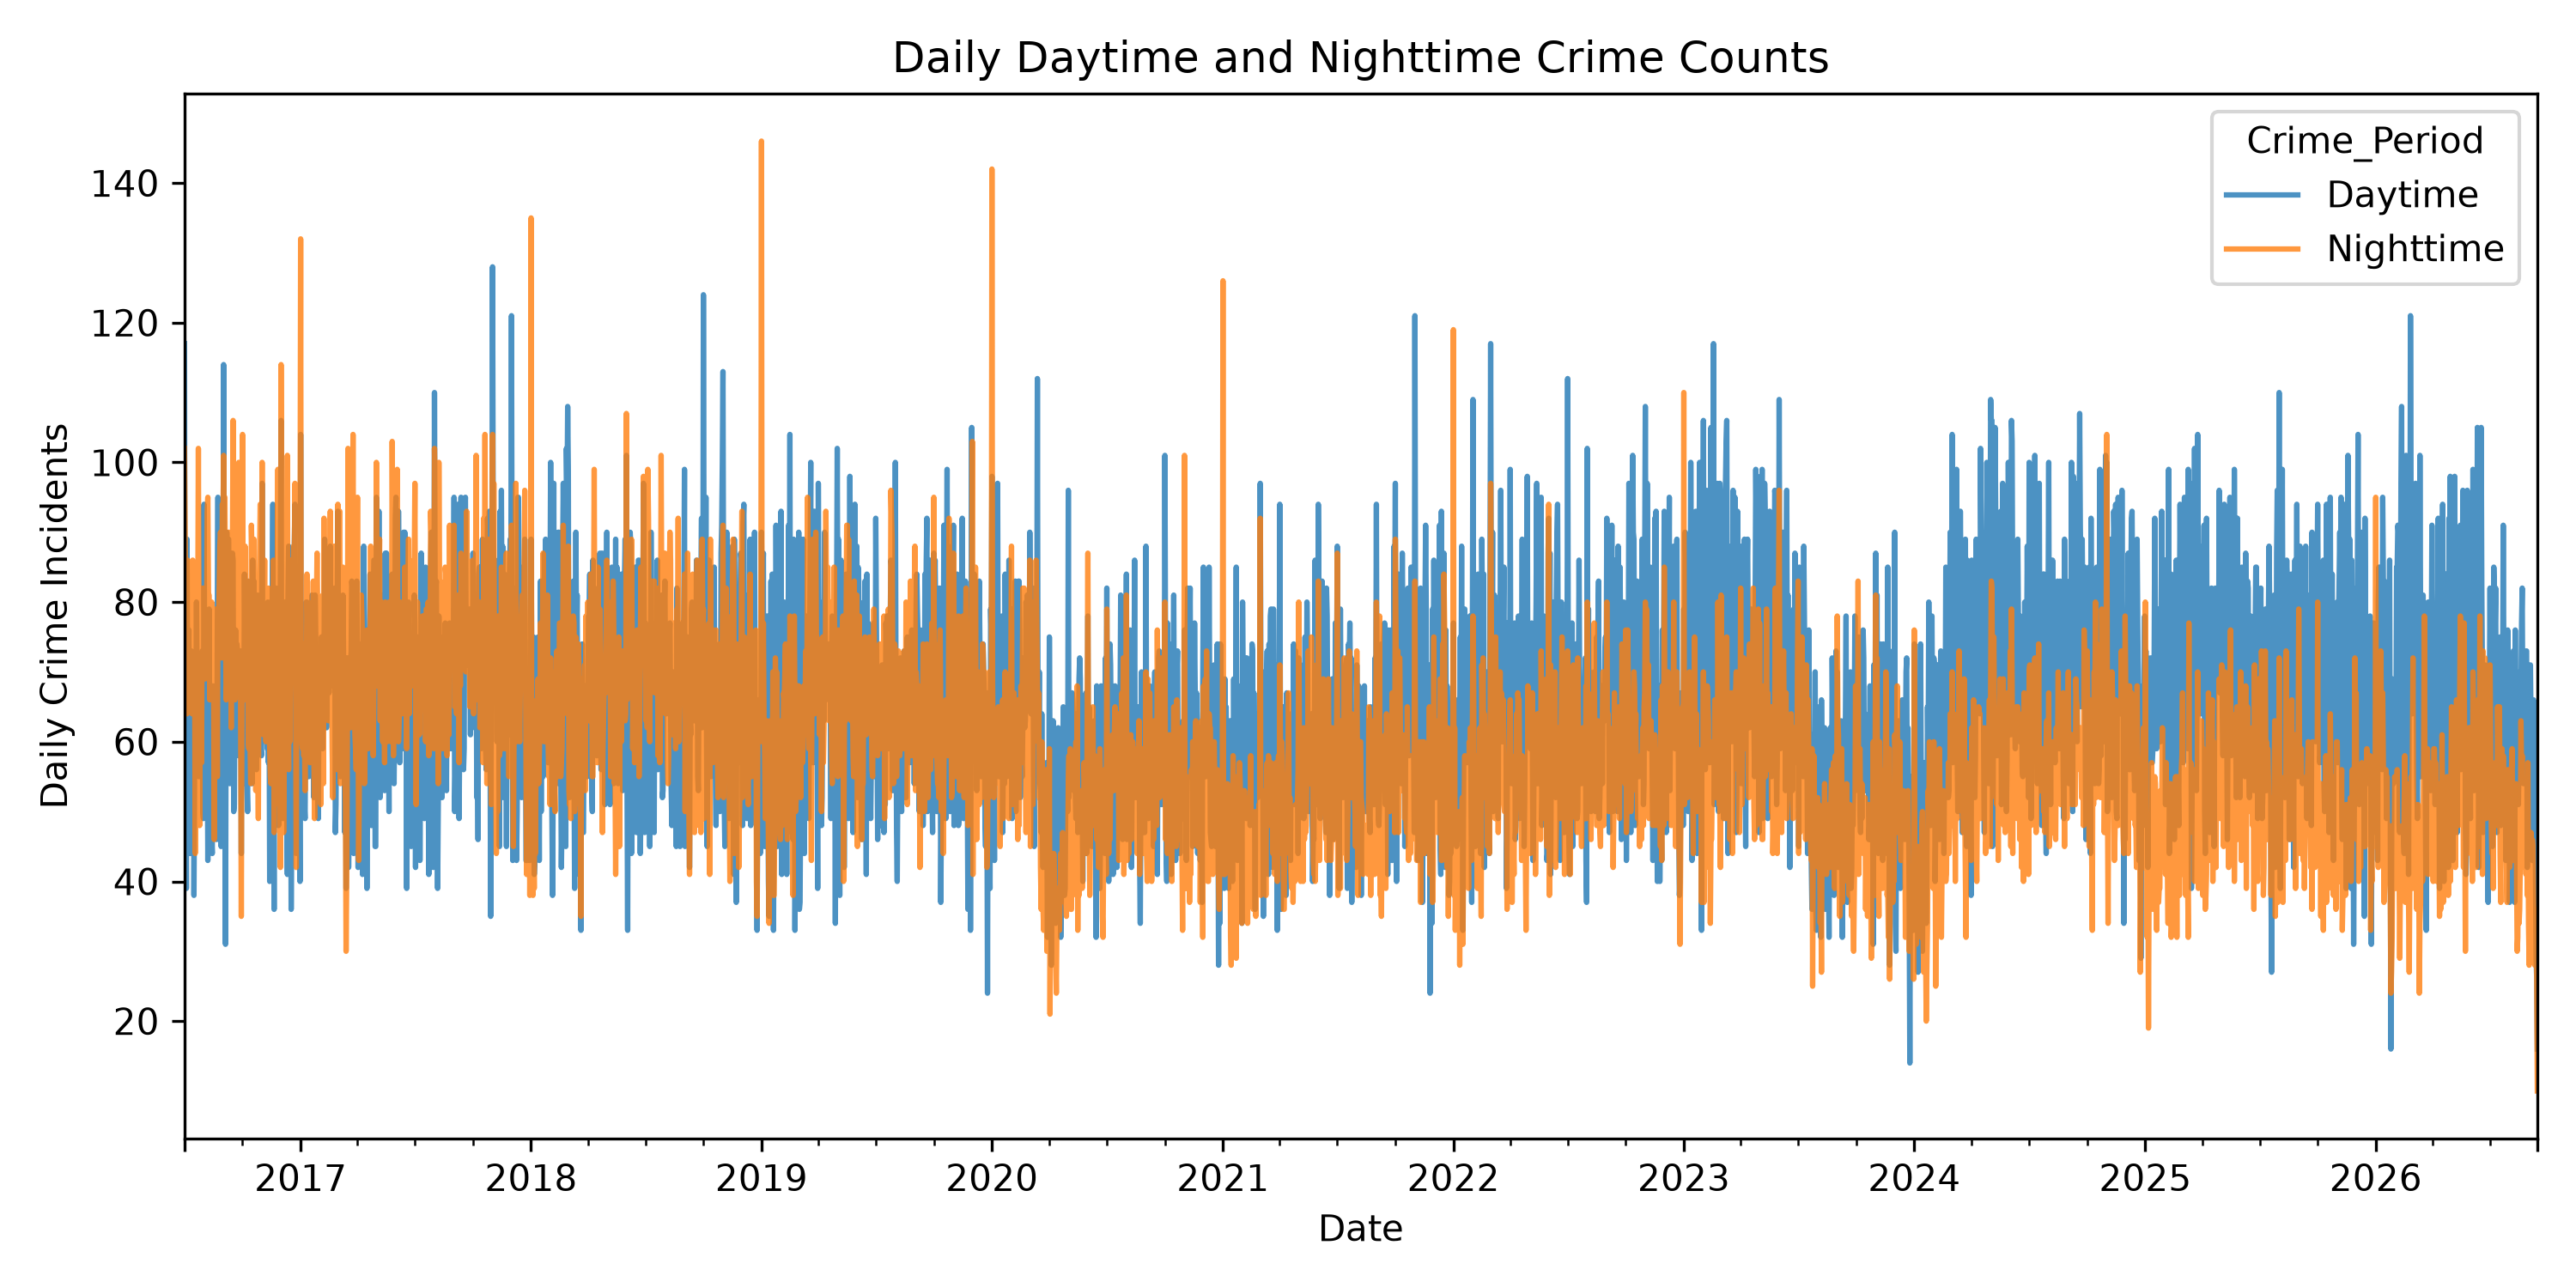 Daily Daytime and Nighttime Crime Counts
Crime_Period
Daytime
Nighttime
Daily Crime Incidents
140
120
100
80
60
40
20
2017 2018 2019 2020 2021 2022 2023 2024 2025 2026
Date